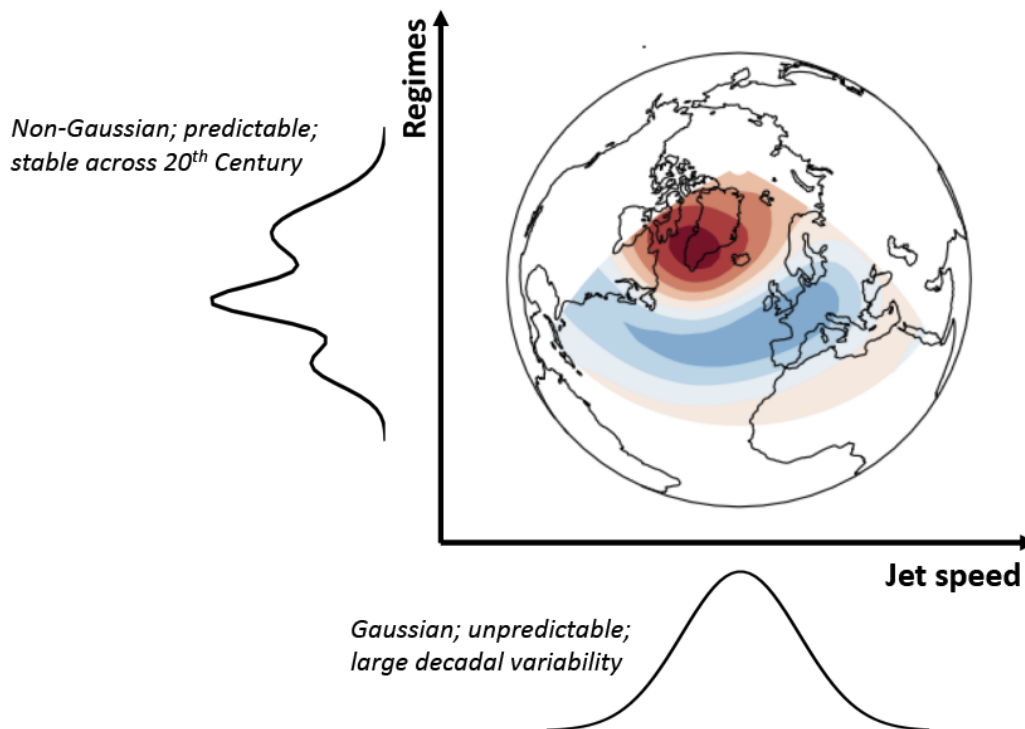 Regimes
Non-Gaussian; predictable;
stable across 20th Century
Jet speed
Gaussian; unpredictable;
large decadal variability